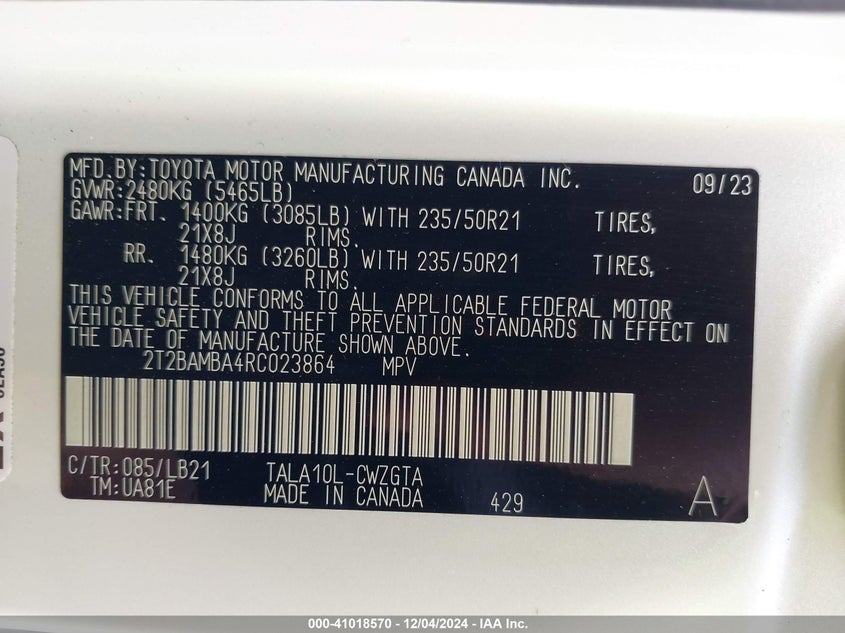 MFD.BY:TOYOTA MOTOR MANUFACTURING CANADA INC. 09/23
GVWR:2480KG (5465LB)
GAWR:FRT. 1400KG (3085LB) WITH 235/50R21 TIRES,
21X8J RIMS.
RR. 1480KG (3260LB) WITH 235/50R21 TIRES,
21X8J RIMS.
THIS VEHICLE CONFORMS TO ALL APPLICABLE FEDERAL MOTOR
VEHICLE SAFETY AND THEFT PREVENTION STANDARDS IN EFFECT ON
THE DATE OF MANUFACTURE SHOWN ABOVE.
2T2BAMBA4RC023864 MPV
C/TR:085/LB21 TALA10L-CWZGTA
TM:UA81E MADE IN CANADA 429 A
000-41018570 - 12/04/2024 - IAA Inc.